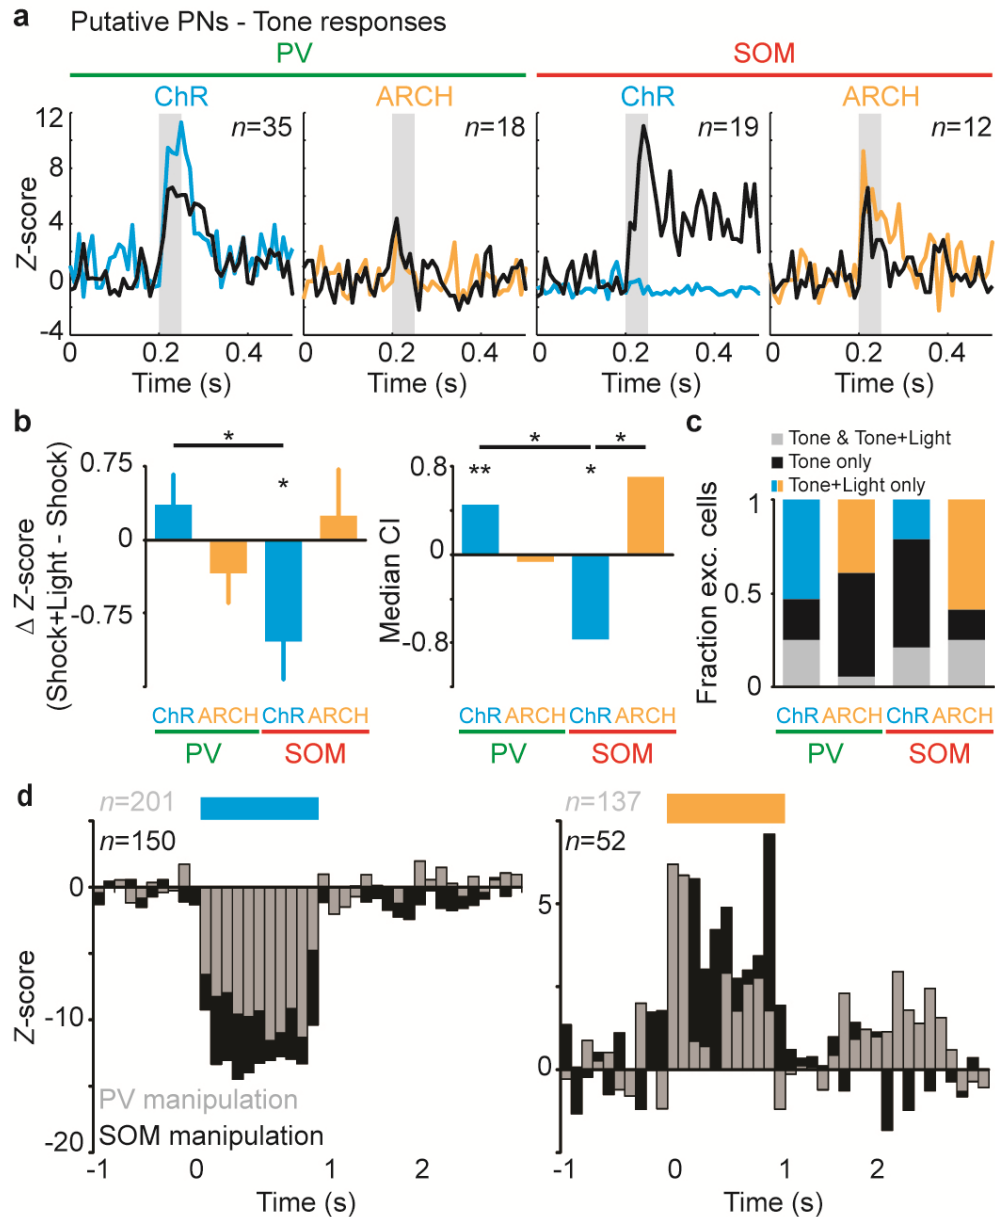 a Putative PNs - Tone responses
PV SOM
ChR ARCH ChR ARCH
n=35 n=18 n=19 n=12
Z-score
12
8
4
0
-4
0 0.2 0.4 0 0.2 0.4 0 0.2 0.4 0 0.2 0.4
Time (s) Time (s) Time (s) Time (s)
b
Δ Z-score
(Shock+Light - Shock)
0.75
0
-0.75
*
*
ChR ARCH ChR ARCH
PV SOM
Median CI
0.8
0
-0.8
* *
** *
ChR ARCH ChR ARCH
PV SOM
c
Tone & Tone+Light
Tone only
Tone+Light only
Fraction exc. cells
1
0.5
0
ChR ARCH ChR ARCH
PV SOM
d
n=201
n=150
Z-score
0
-10
-20
PV manipulation
SOM manipulation
-1 0 1 2
Time (s)
n=137
n=52
5
0
-1 0 1 2
Time (s)